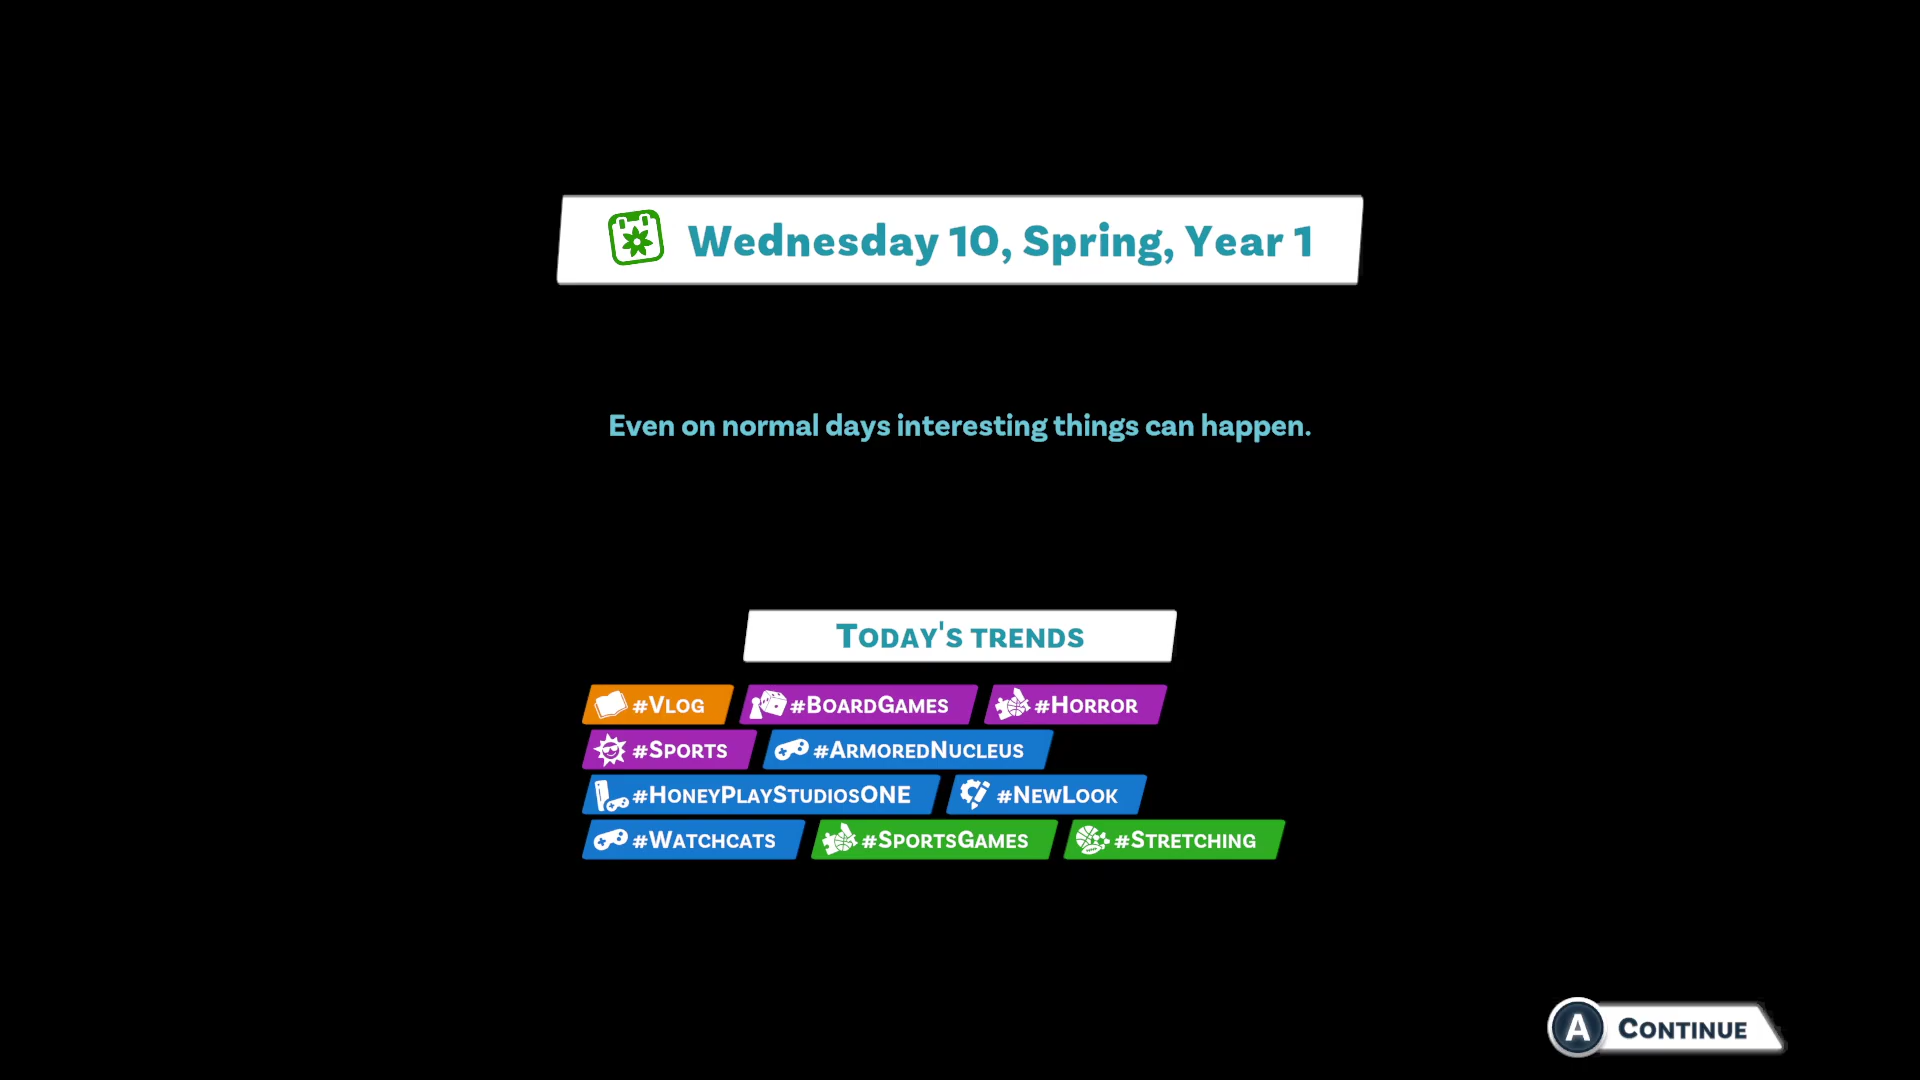 Wednesday 10, Spring, Year 1
Even on normal days interesting things can happen.
Today's trends
#Vlog #BoardGames #Horror
#Sports #ArmoredNucleus
#HoneyPlayStudiosONE #NewLook
#Watchcats #SportsGames #Stretching
A Continue